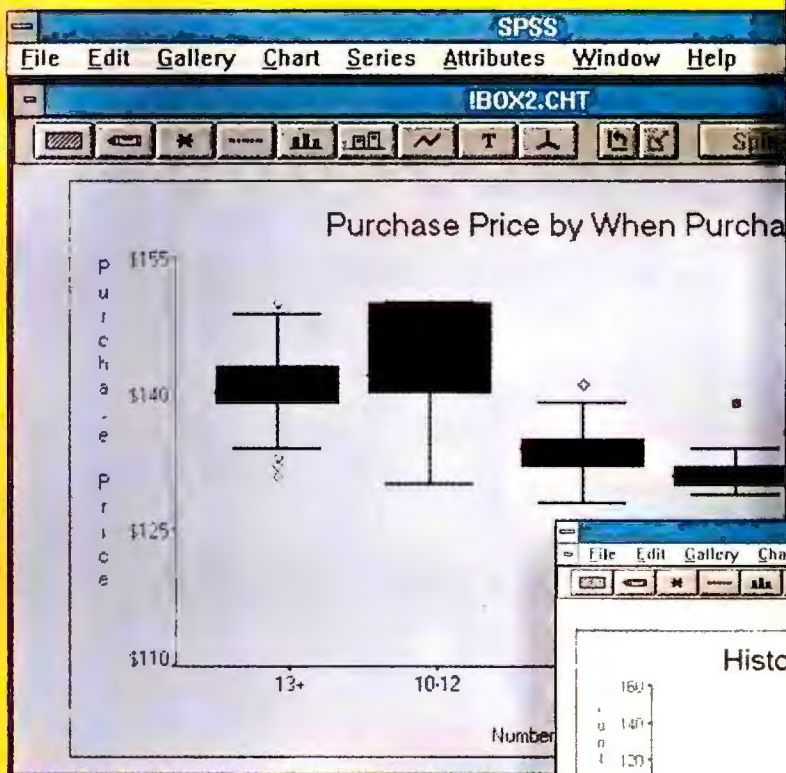 SPSS
File Edit Gallery Chart Series Attributes Window Help
!BOX2.CHT
T
Purchase Price by When Purcha
Purchase Price
$155
$140
$125
$110
13+ 10-12
Number
File Edit Gallery Cha
Histo
160
140
120